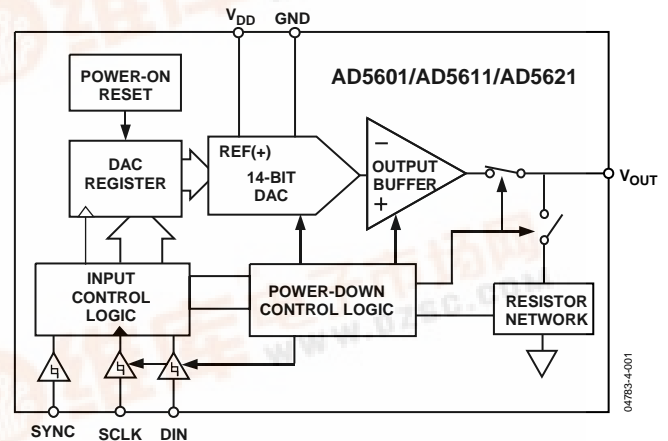 VDD GND
AD5601/AD5611/AD5621
POWER-ON
RESET
DAC
REGISTER
REF(+)
14-BIT
DAC
−
OUTPUT
BUFFER
+
VOUT
INPUT
CONTROL
LOGIC
POWER-DOWN
CONTROL LOGIC
RESISTOR
NETWORK
SYNC SCLK DIN
04783-4-001